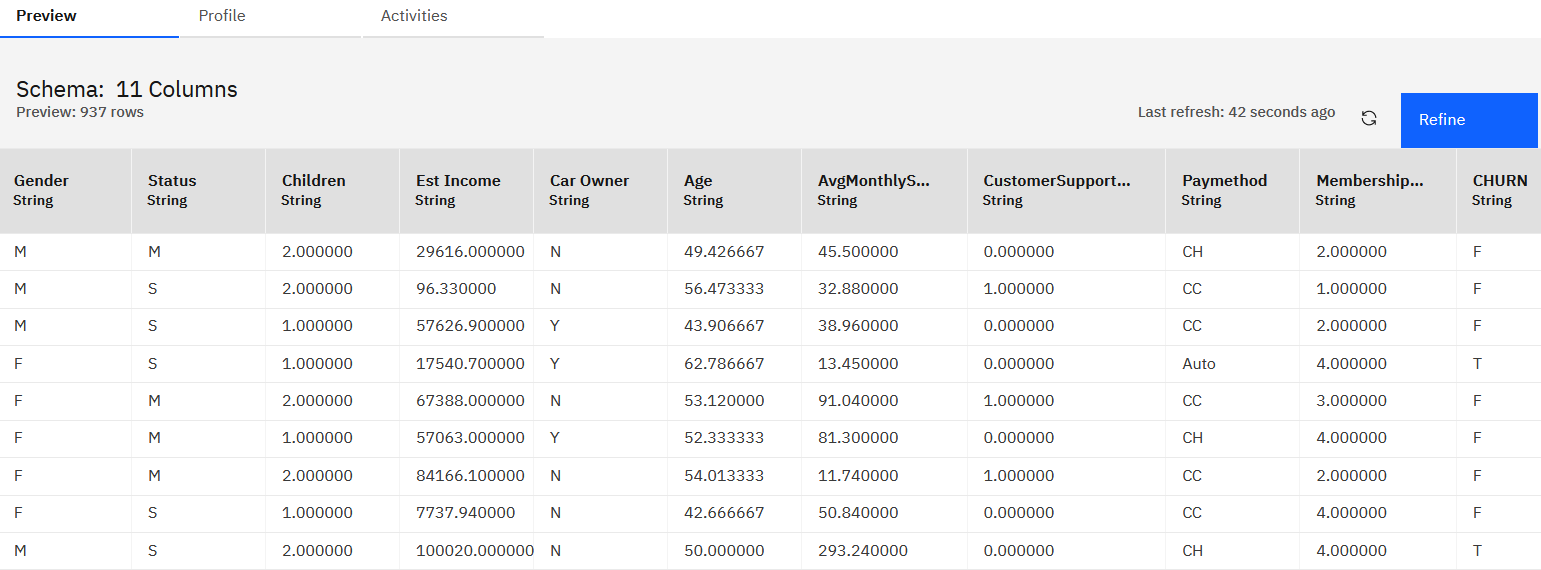 Preview Profile Activities
Schema: 11 Columns
Preview: 937 rows
Last refresh: 42 seconds ago
Refine
Gender Status Children Est Income Car Owner Age AvgMonthlyS... CustomerSupport... Paymethod Membership... CHURN
String String String String String String String String String String String
M M 2.000000 29616.000000 N 49.426667 45.500000 0.000000 CH 2.000000 F
M S 2.000000 96.330000 N 56.473333 32.880000 1.000000 CC 1.000000 F
M S 1.000000 57626.900000 Y 43.906667 38.960000 0.000000 CC 2.000000 F
F S 1.000000 17540.700000 Y 62.786667 13.450000 0.000000 Auto 4.000000 T
F M 2.000000 67388.000000 N 53.120000 91.040000 1.000000 CC 3.000000 F
F M 1.000000 57063.000000 Y 52.333333 81.300000 0.000000 CH 4.000000 F
F M 2.000000 84166.100000 N 54.013333 11.740000 1.000000 CC 2.000000 F
F S 1.000000 7737.940000 N 42.666667 50.840000 0.000000 CC 4.000000 F
M S 2.000000 100020.000000 N 50.000000 293.240000 0.000000 CH 4.000000 T